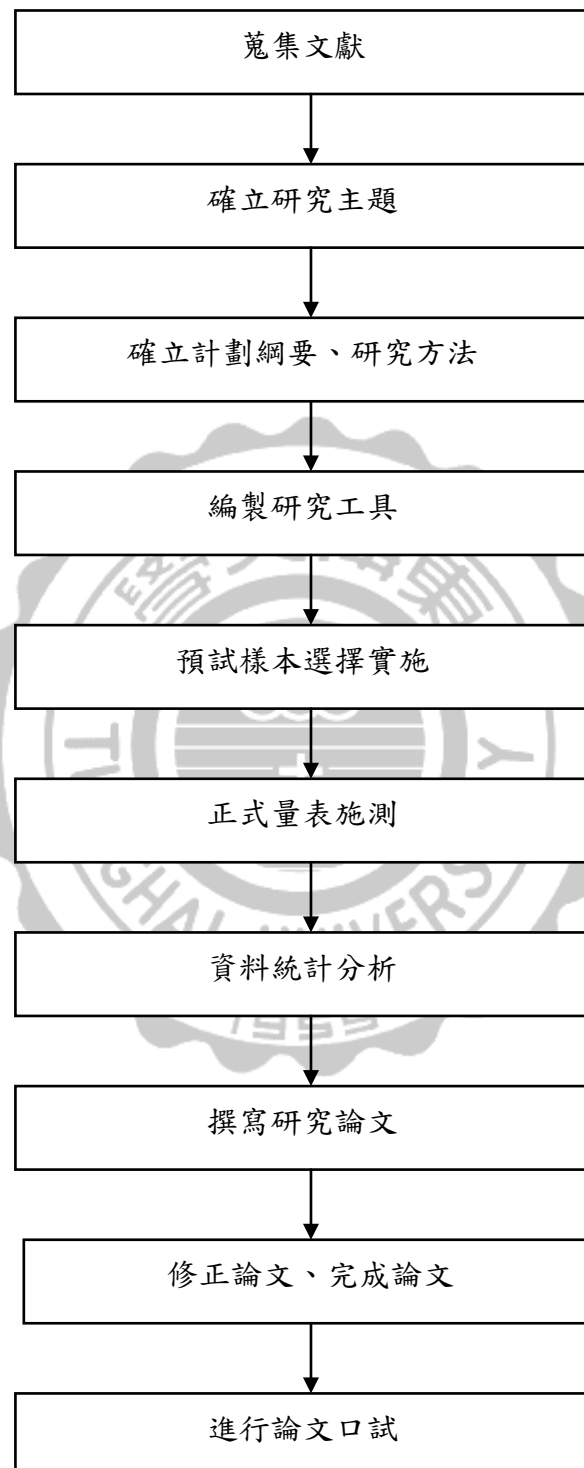 蒐集文獻
確立研究主題
確立計劃綱要、研究方法
編製研究工具
預試樣本選擇實施
正式量表施測
資料統計分析
撰寫研究論文
修正論文、完成論文
進行論文口試